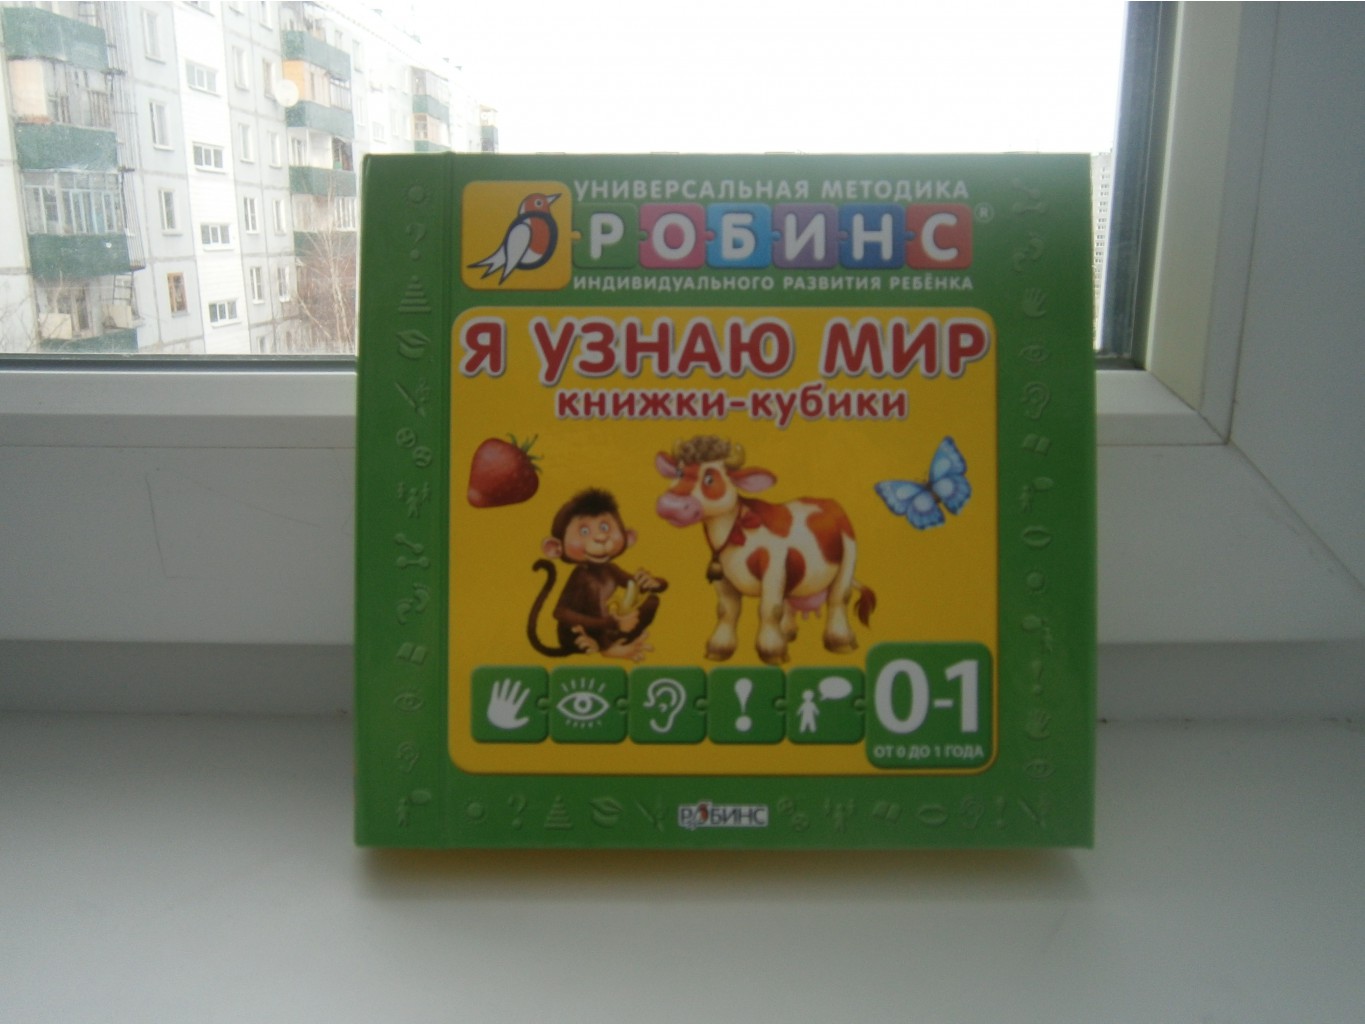 УНИВЕРСАЛЬНАЯ МЕТОДИКА
РОБИНС®
ИНДИВИДУАЛЬНОГО РАЗВИТИЯ РЕБЁНКА
Я УЗНАЮ МИР
книжки-кубики
0-1
ОТ 0 ДО 1 ГОДА
РОБИНС